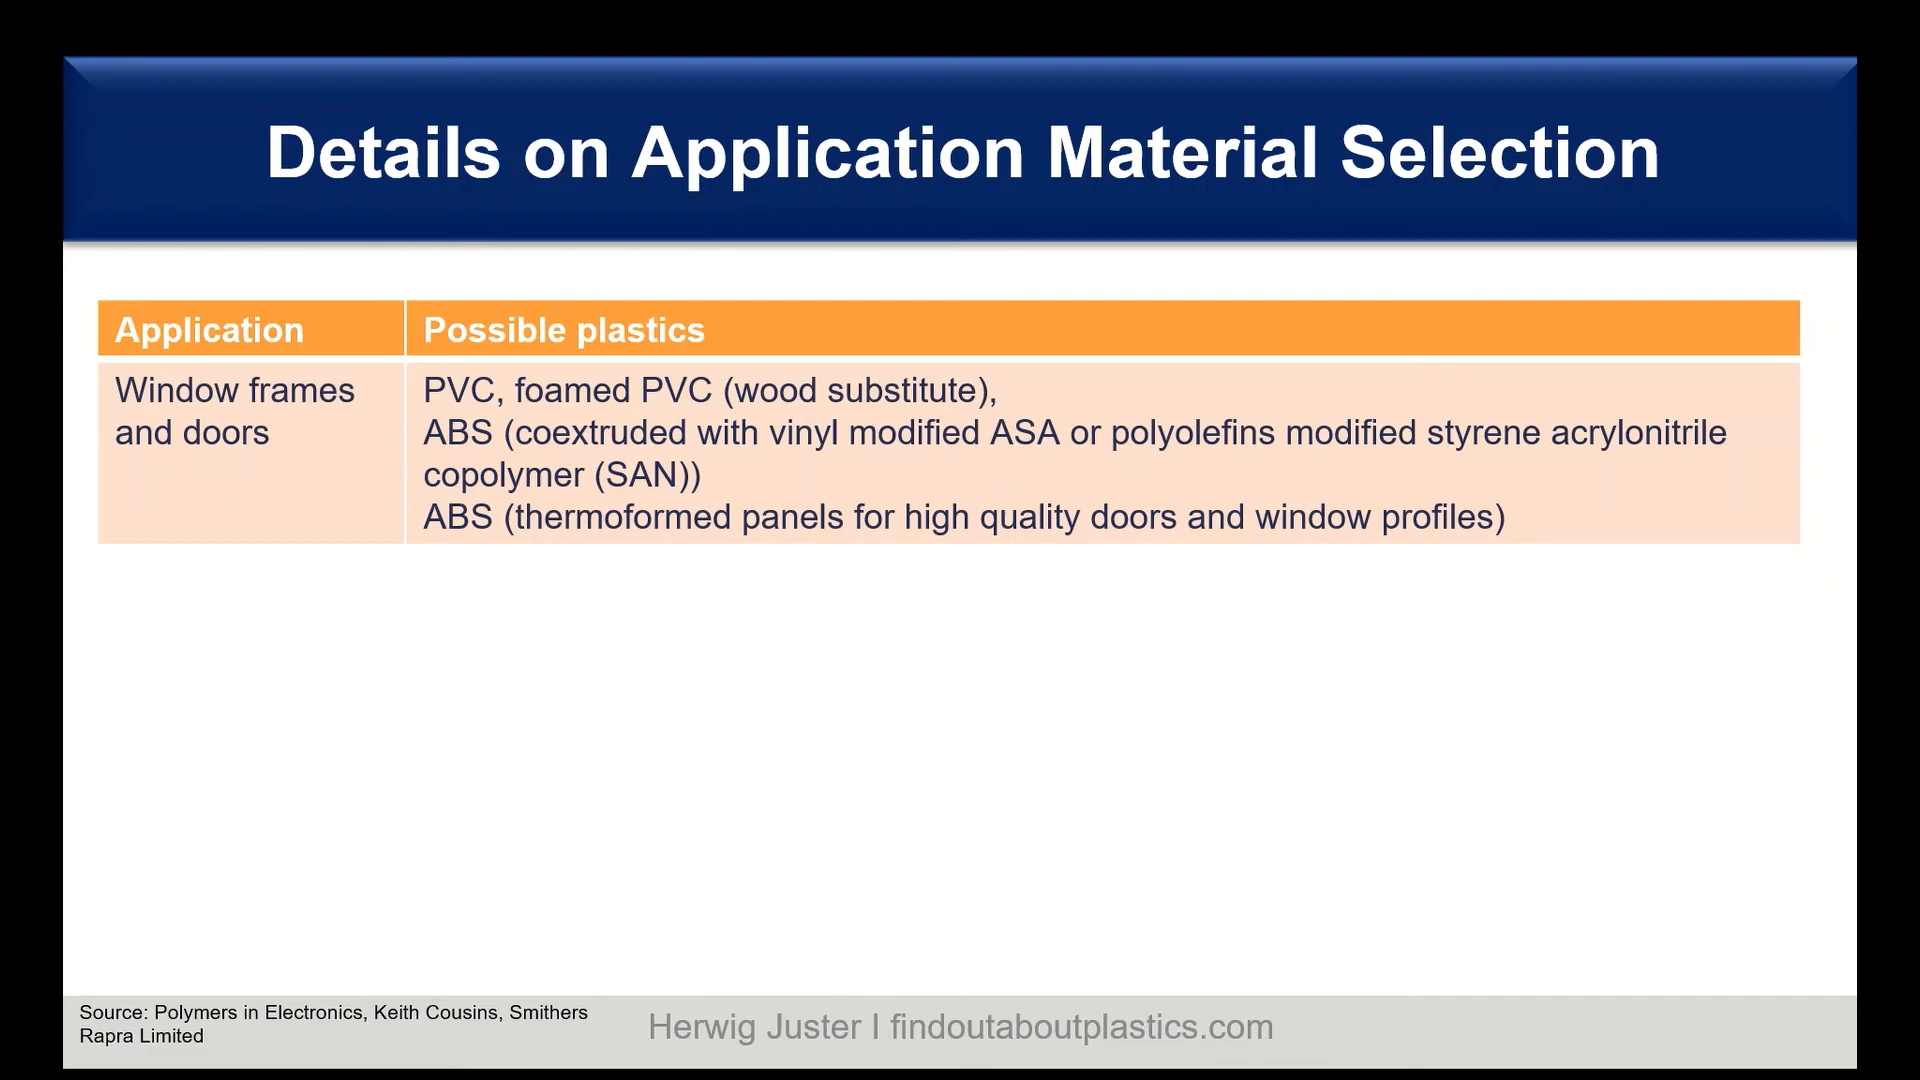 Details on Application Material Selection
Application
Possible plastics
Window frames
and doors
PVC, foamed PVC (wood substitute),
ABS (coextruded with vinyl modified ASA or polyolefins modified styrene acrylonitrile
copolymer (SAN))
ABS (thermoformed panels for high quality doors and window profiles)
Source: Polymers in Electronics, Keith Cousins, Smithers
Rapra Limited
Herwig Juster I findoutaboutplastics.com